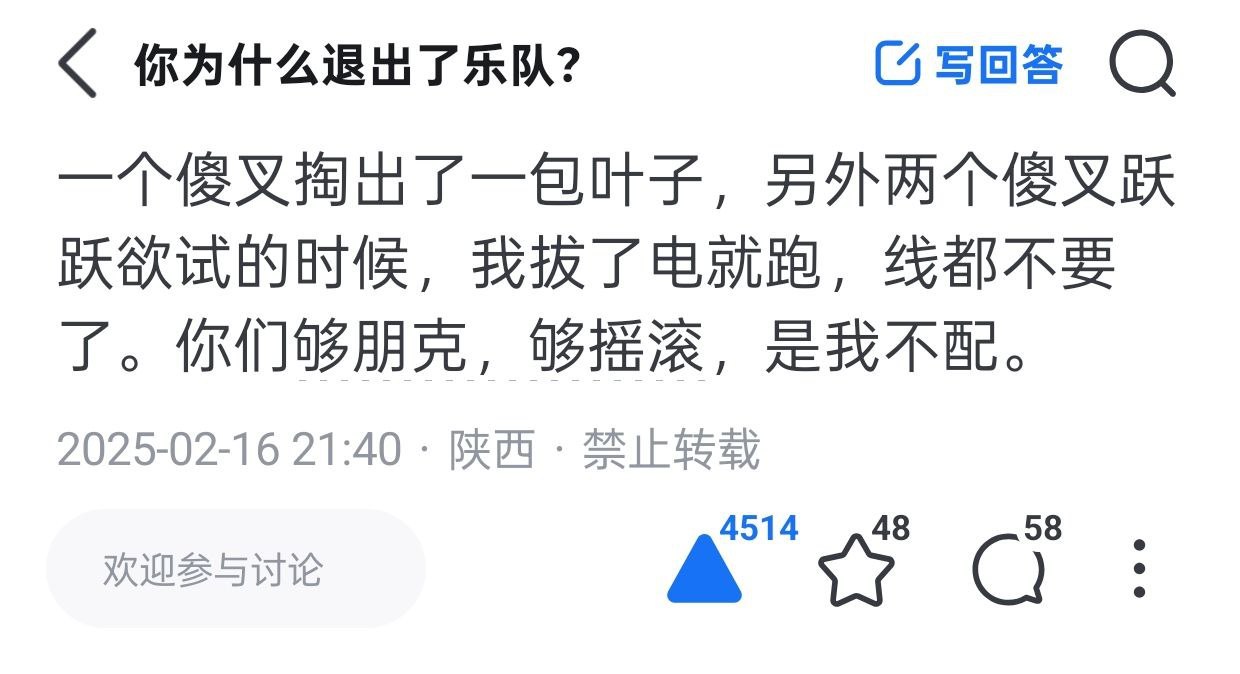 你为什么退出了乐队？
写回答
一个傻叉掏出了一包叶子，另外两个傻叉跃
跃欲试的时候，我拔了电就跑，线都不要
了。你们够朋克，够摇滚，是我不配。
2025-02-16 21:40 · 陕西 · 禁止转载
欢迎参与讨论
4514
48
58